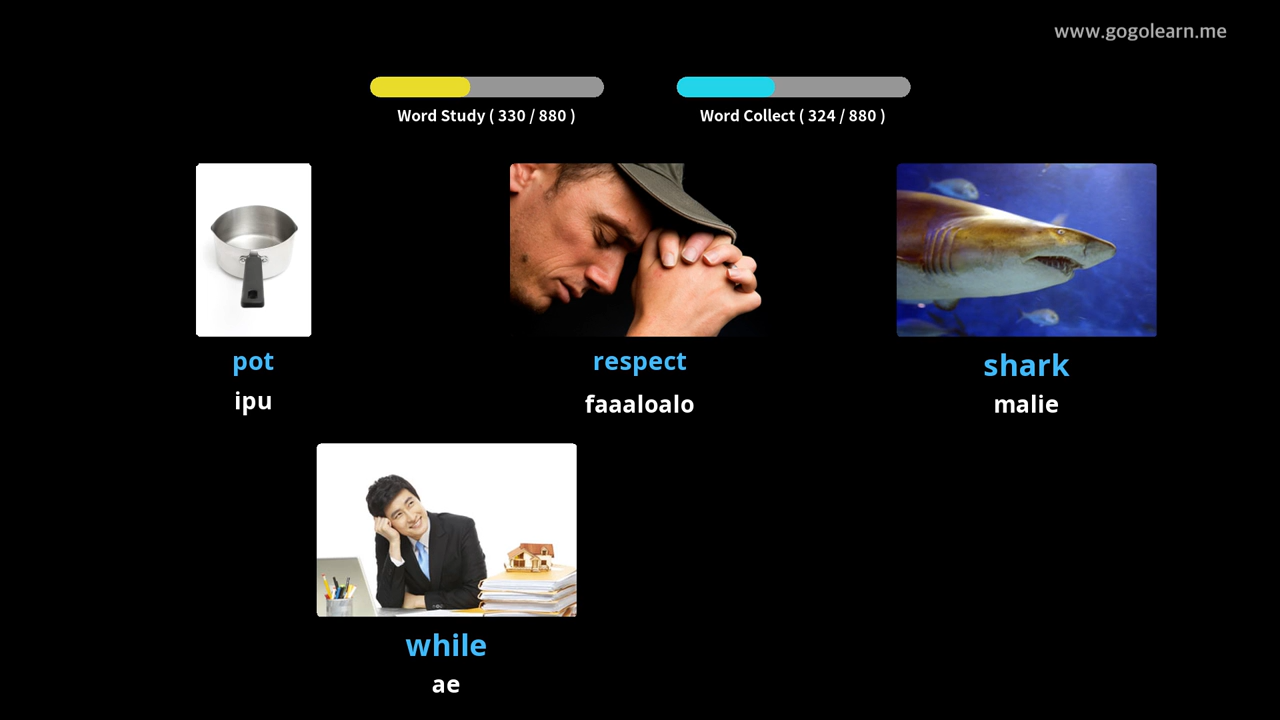 www.gogolearn.me
Word Study ( 330 / 880 )
Word Collect ( 324 / 880 )
pot
ipu
respect
faaaloalo
shark
malie
while
ae